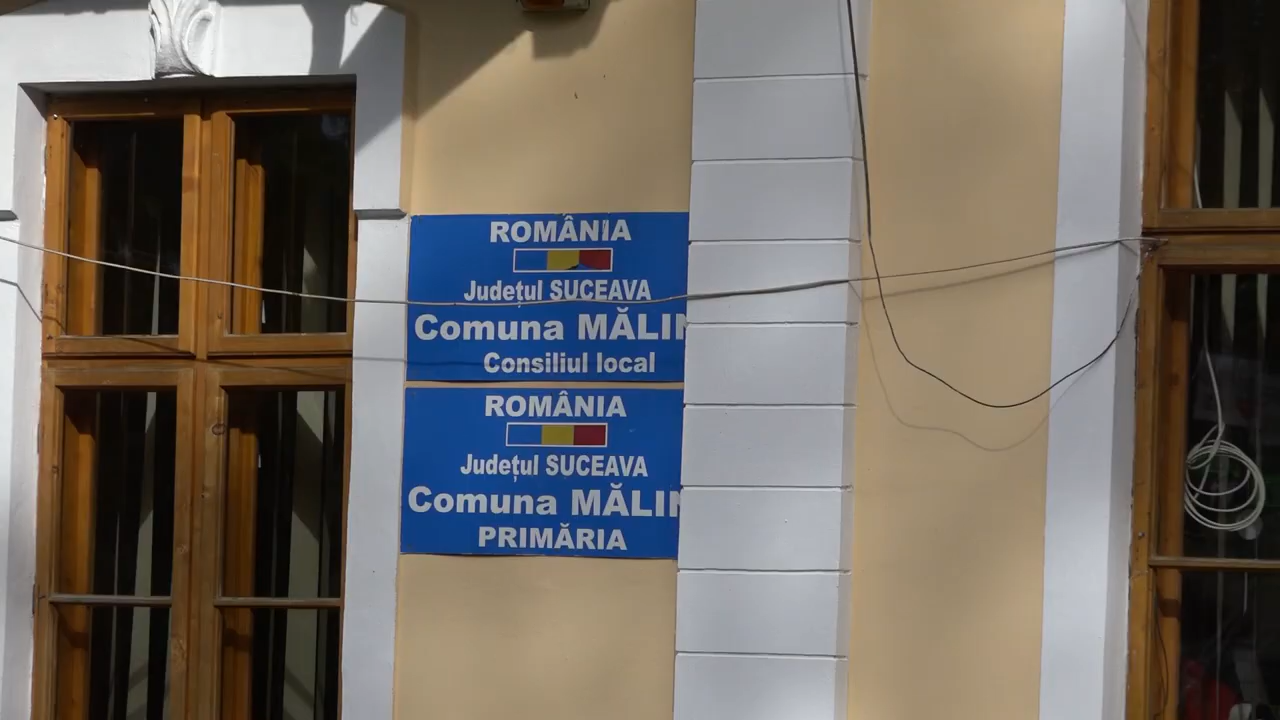 ROMÂNIA
Județul SUCEAVA
Comuna MĂLIN
Consiliul local
ROMÂNIA
Județul SUCEAVA
Comuna MĂLIN
PRIMĂRIA